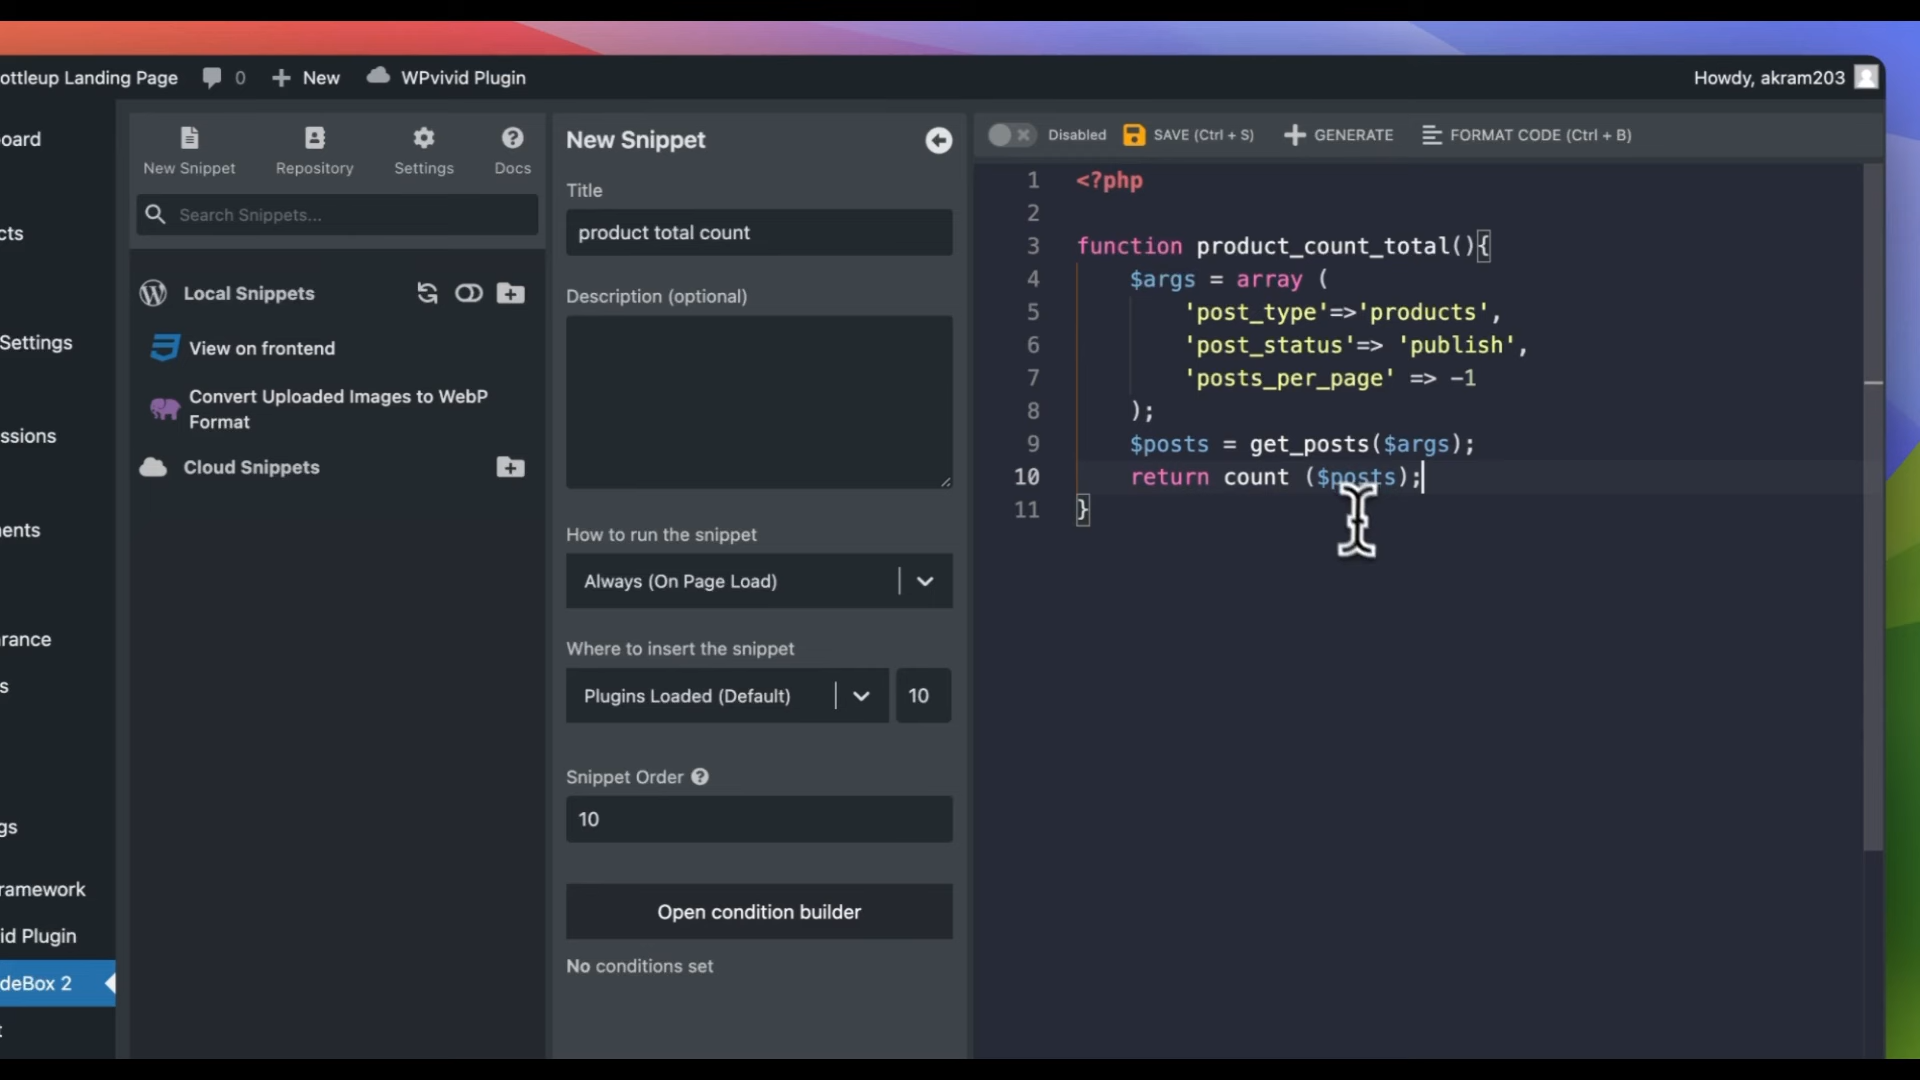 ottleup Landing Page 0 New WPvivid Plugin Howdy, akram203
oard
cts
Settings
ssions
ents
arance
s
gs
ramework
id Plugin
deBox 2
t
New Snippet Repository Settings Docs
Search Snippets...
Local Snippets
View on frontend
Convert Uploaded Images to WebP
Format
Cloud Snippets
New Snippet
Title
product total count
Description (optional)
How to run the snippet
Always (On Page Load)
Where to insert the snippet
Plugins Loaded (Default) 10
Snippet Order
10
Open condition builder
No conditions set
Disabled SAVE (Ctrl + S) GENERATE FORMAT CODE (Ctrl + B)
1 <?php
2
3 function product_count_total(){
4 $args = array (
5 'post_type'=>'products',
6 'post_status'=> 'publish',
7 'posts_per_page' => -1
8 );
9 $posts = get_posts($args);
10 return count ($posts);
11 }